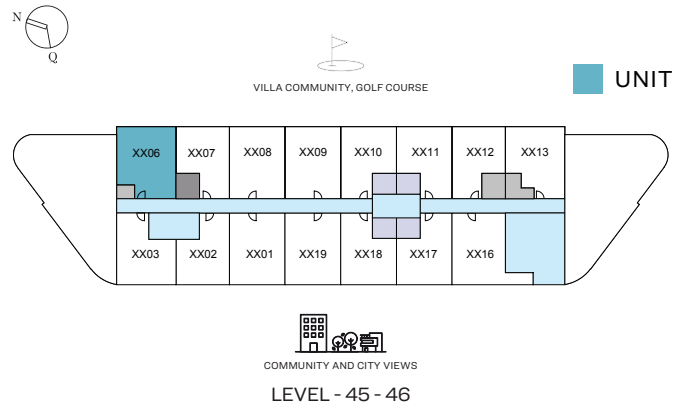 N
Q
VILLA COMMUNITY, GOLF COURSE
UNIT
XX06 XX07 XX08 XX09 XX10 XX11 XX12 XX13
XX03 XX02 XX01 XX19 XX18 XX17 XX16
COMMUNITY AND CITY VIEWS
LEVEL - 45 - 46